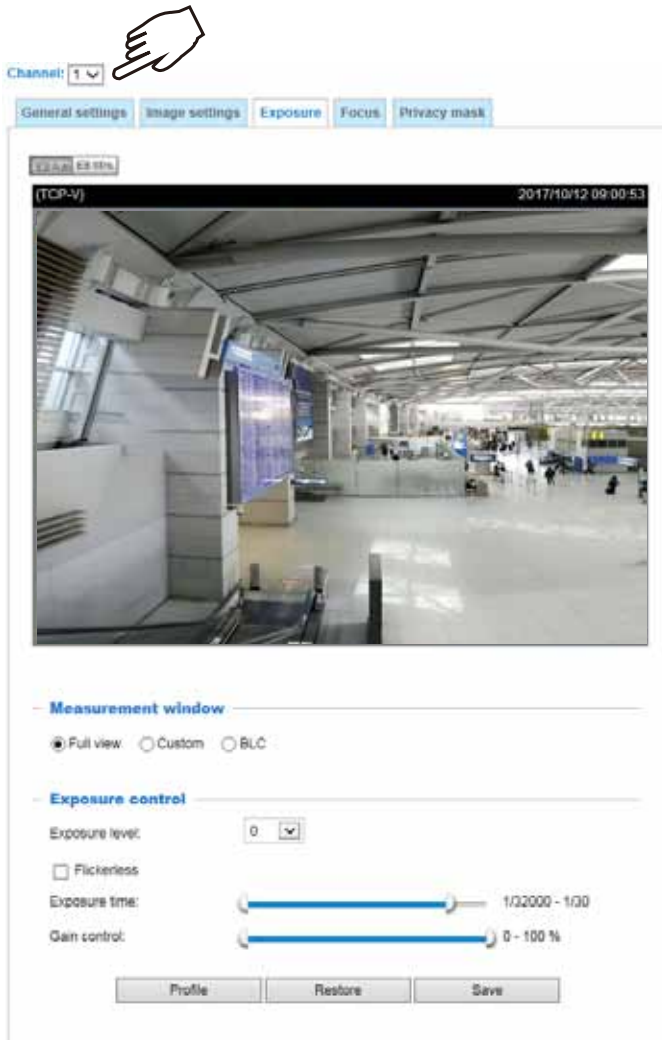 Channel: 1
General settings Image settings Exposure Focus Privacy mask
(TCP-V) 2017/10/12 09:00:53
Measurement window
Full view Custom BLC
Exposure control
Exposure level: 0
Flickerless
Exposure time: 1/32000 - 1/30
Gain control: 0 - 100 %
Profile Restore Save